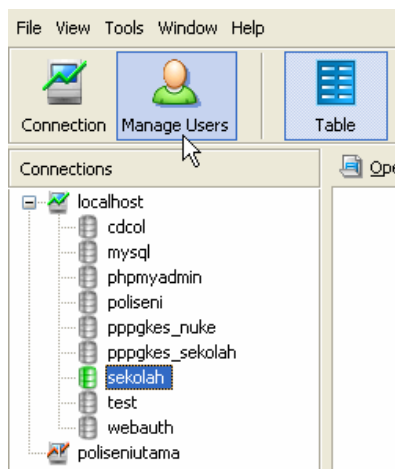 File View Tools Window Help
Connection Manage Users Table
Connections
localhost
cdcol
mysql
phpmyadmin
poliseni
pppgkes_nuke
pppgkes_sekolah
sekolah
test
webauth
poliseniutama